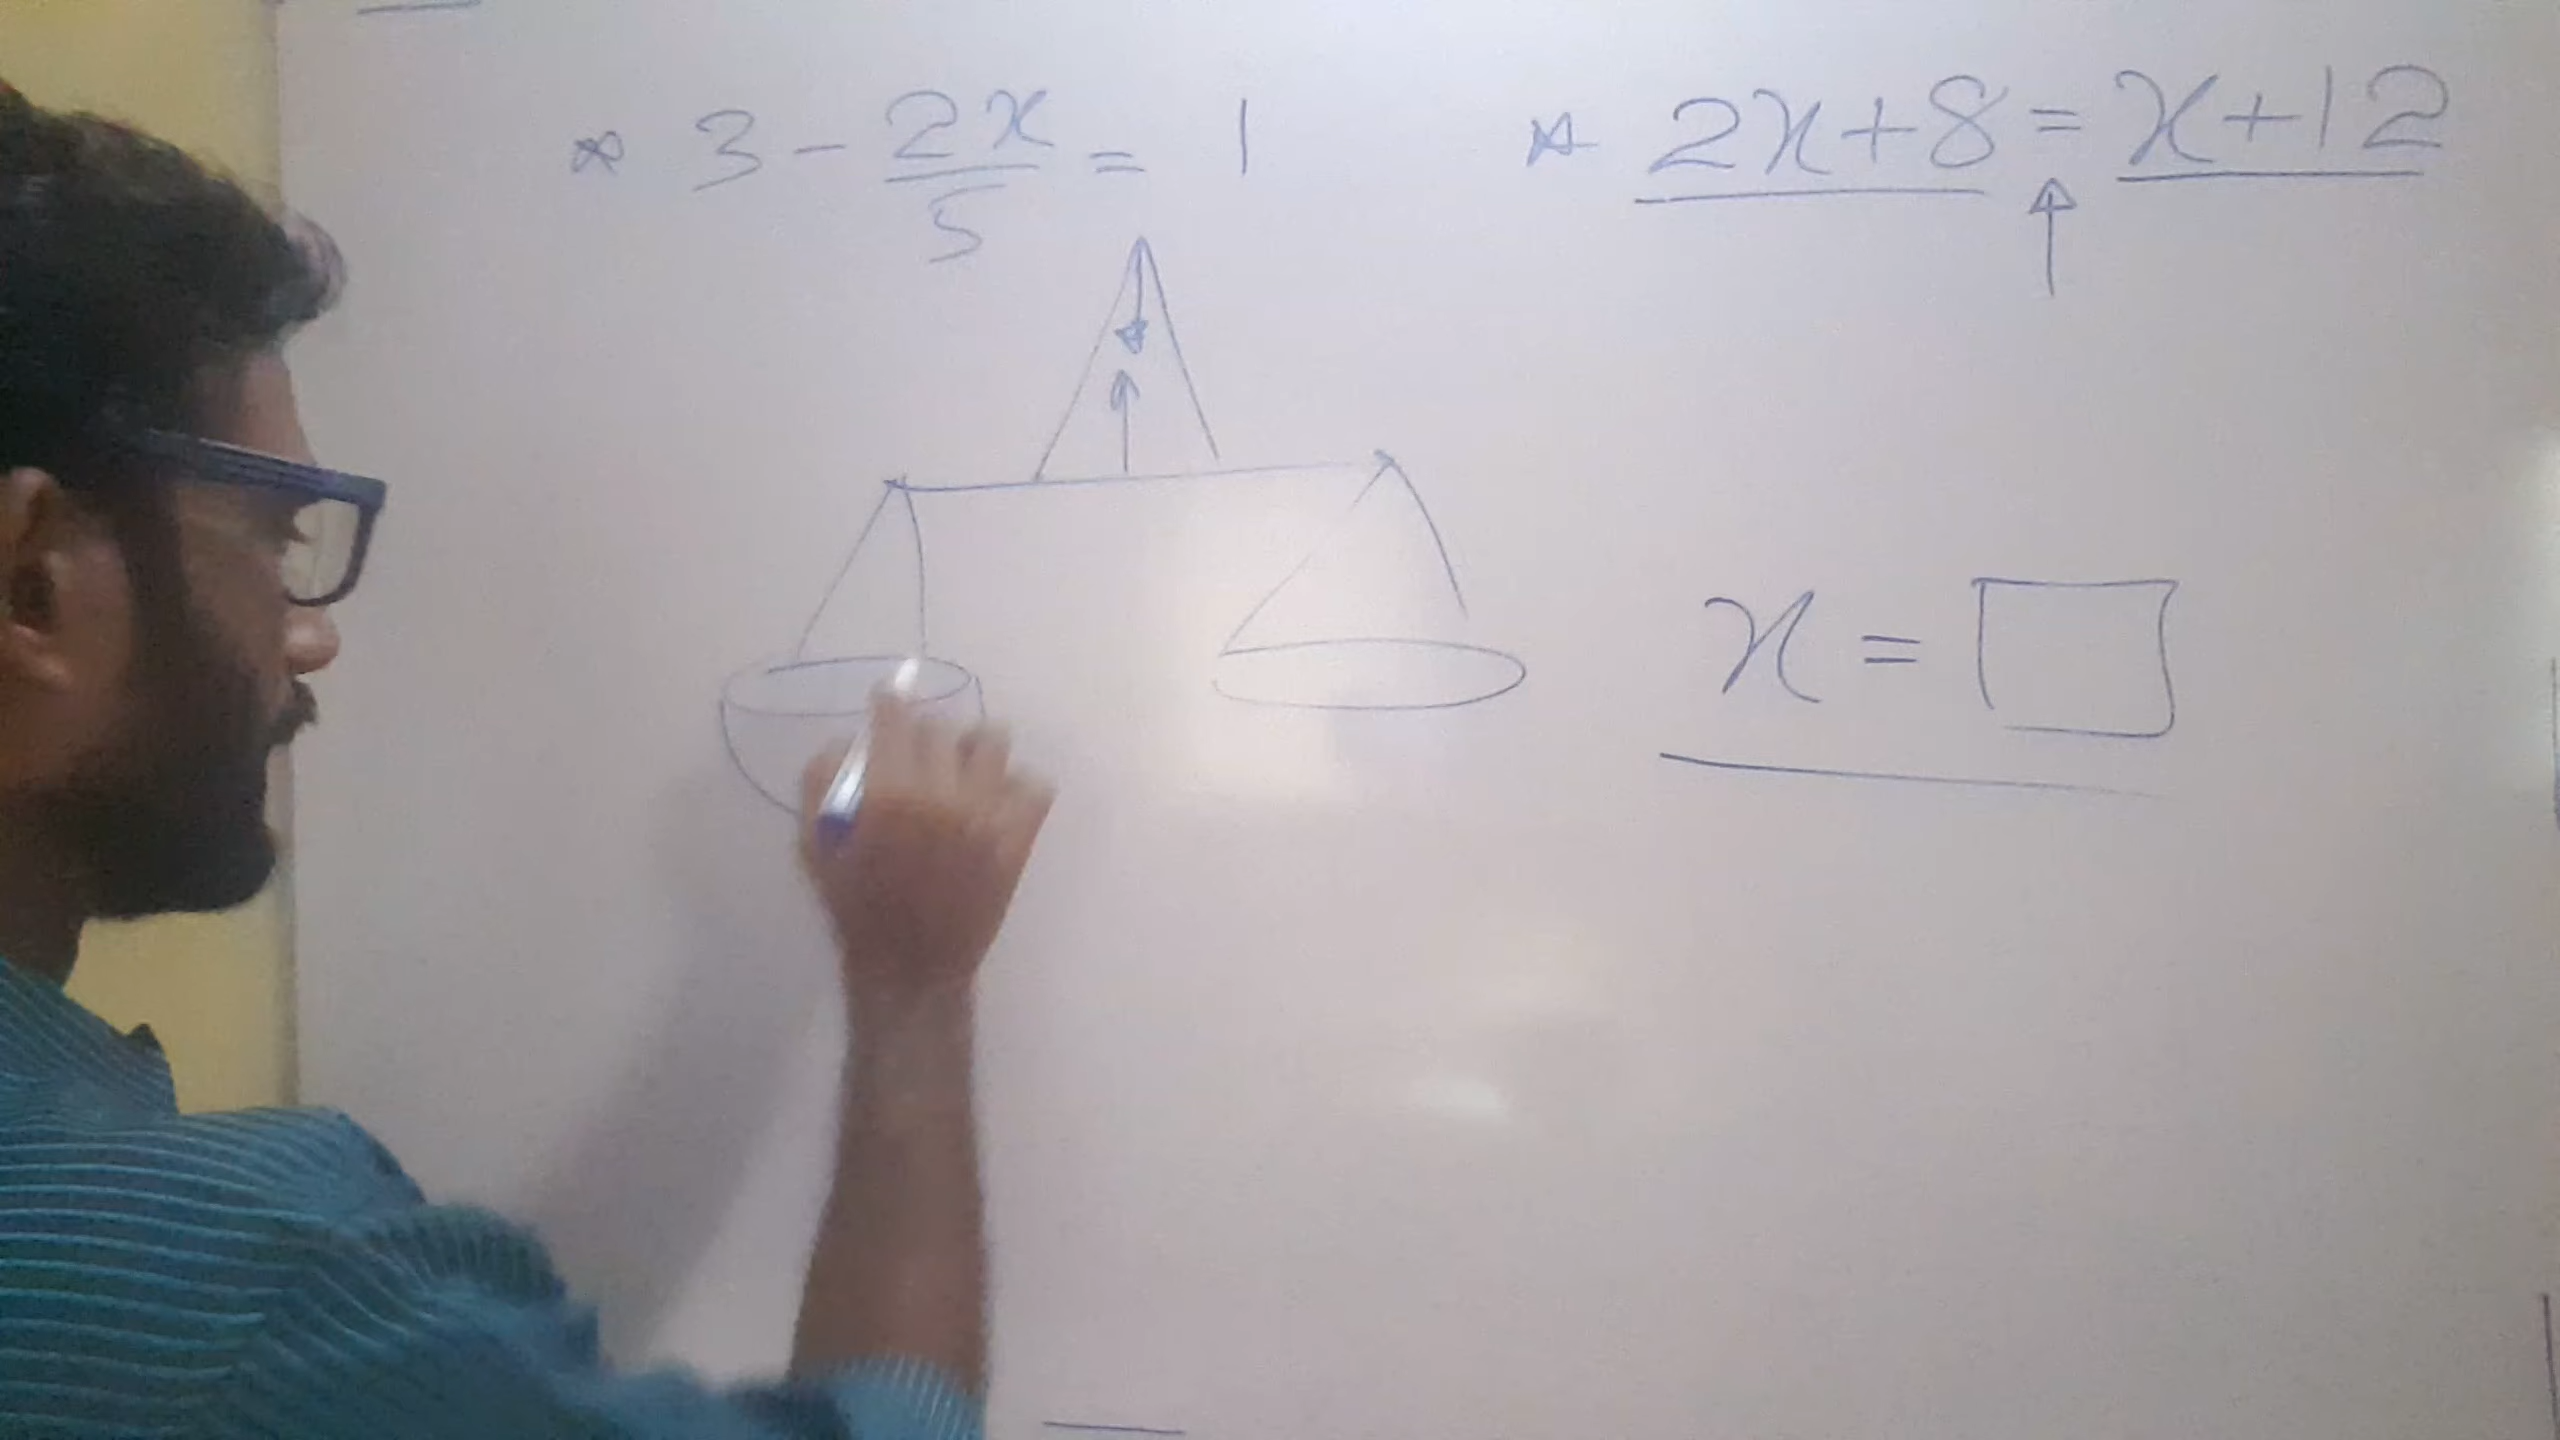 * 3 - 2x/5 = 1
* 2x+8 = x+12
x = □